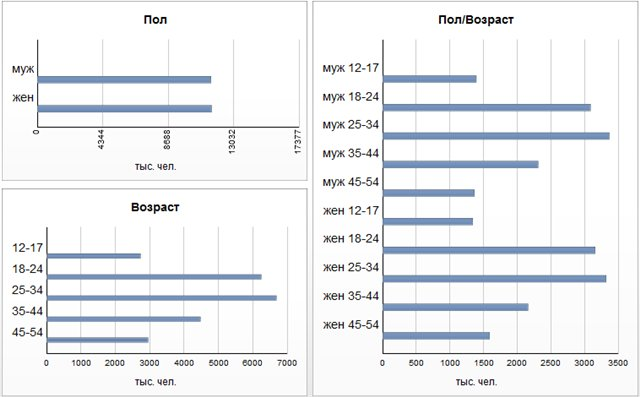 Пол
муж
жен
0
4344
8688
13032
17377
тыс. чел.
Возраст
12-17
18-24
25-34
35-44
45-54
0 1000 2000 3000 4000 5000 6000 7000
тыс. чел.
Пол/Возраст
муж 12-17
муж 18-24
муж 25-34
муж 35-44
муж 45-54
жен 12-17
жен 18-24
жен 25-34
жен 35-44
жен 45-54
0 500 1000 1500 2000 2500 3000 3500
тыс. чел.